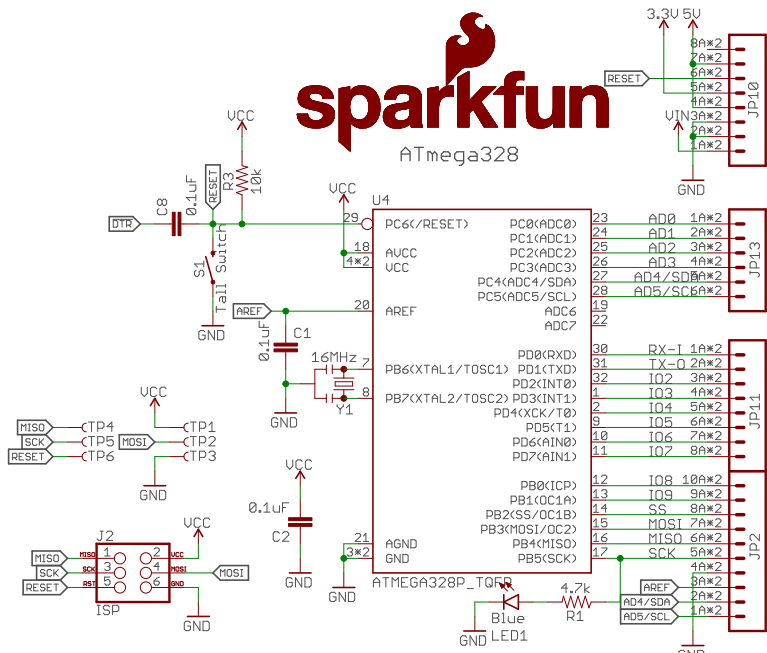 sparkfun
ATmega328
3.3V 5V
RESET
VIN
8A*2
7A*2
6A*2
5A*2
4A*2
3A*2
2A*2
1A*2
JP10
GND
VCC
R3
10k
RESET
C8
0.1uF
DTR
S1
Tall Switch
GND
VCC
U4
29 PC6(/RESET)
18 AVCC
4*2 VCC
20 AREF
7 PB6(XTAL1/TOSC1)
8 PB7(XTAL2/TOSC2)
21 AGND
3*2 GND
GND
ATMEGA328P_TQFP
PC0(ADC0) 23 AD0 1A*2
PC1(ADC1) 24 AD1 2A*2
PC2(ADC2) 25 AD2 3A*2
PC3(ADC3) 26 AD3 4A*2
PC4(ADC4/SDA) 27 AD4/SDA 5A*2
PC5(ADC5/SCL) 28 AD5/SCL 6A*2
ADC6 19
ADC7 22
JP13
PD0(RXD) 30 RX-I 1A*2
PD1(TXD) 31 TX-O 2A*2
PD2(INT0) 32 IO2 3A*2
PD3(INT1) 1 IO3 4A*2
PD4(XCK/T0) 2 IO4 5A*2
PD5(T1) 9 IO5 6A*2
PD6(AIN0) 10 IO6 7A*2
PD7(AIN1) 11 IO7 8A*2
JP11
PB0(ICP) 12 IO8 10A*2
PB1(OC1A) 13 IO9 9A*2
PB2(SS/OC1B) 14 SS 8A*2
PB3(MOSI/OC2) 15 MOSI 7A*2
PB4(MISO) 16 MISO 6A*2
PB5(SCK) 17 SCK 5A*2
4A*2
AREF 3A*2
AD4/SDA 2A*2
AD5/SCL 1A*2
JP2
GND
AREF
0.1uF
C1
GND
16MHz
Y1
VCC
MISO TP4
SCK TP5
RESET TP6
TP1
MOSI TP2
TP3
GND
VCC
0.1uF
C2
GND
J2
VCC
MISO MISO 1 2 VCC
SCK SCK 3 4 MOSI MOSI
RESET RST 5 6 GND
ISP
GND
4.7k
R1
Blue
LED1
GND